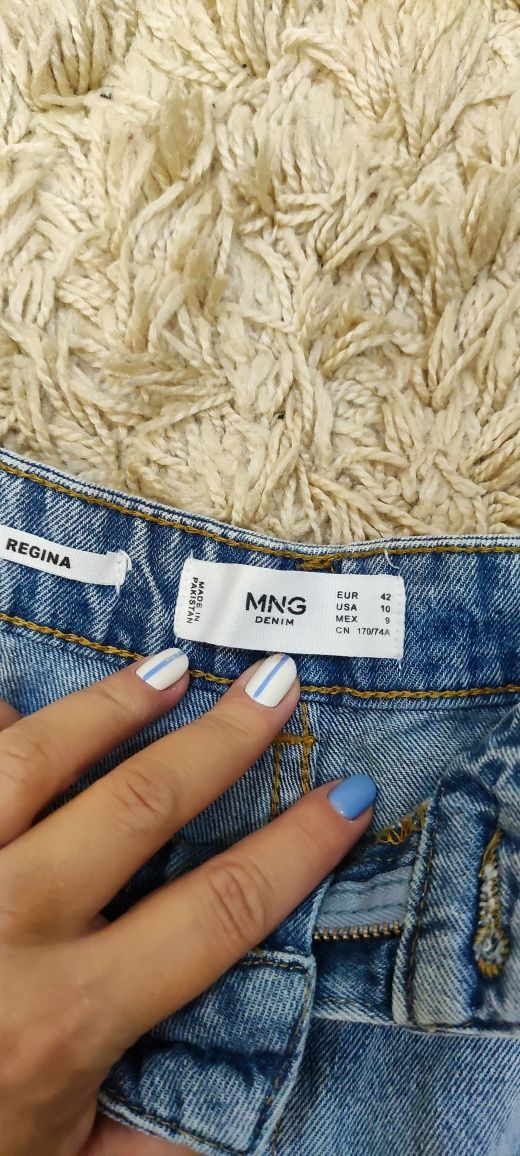 REGINA
MADE IN
PAKISTAN
MNG
DENIM
EUR 42
USA 10
MEX 9
CN 170/74A